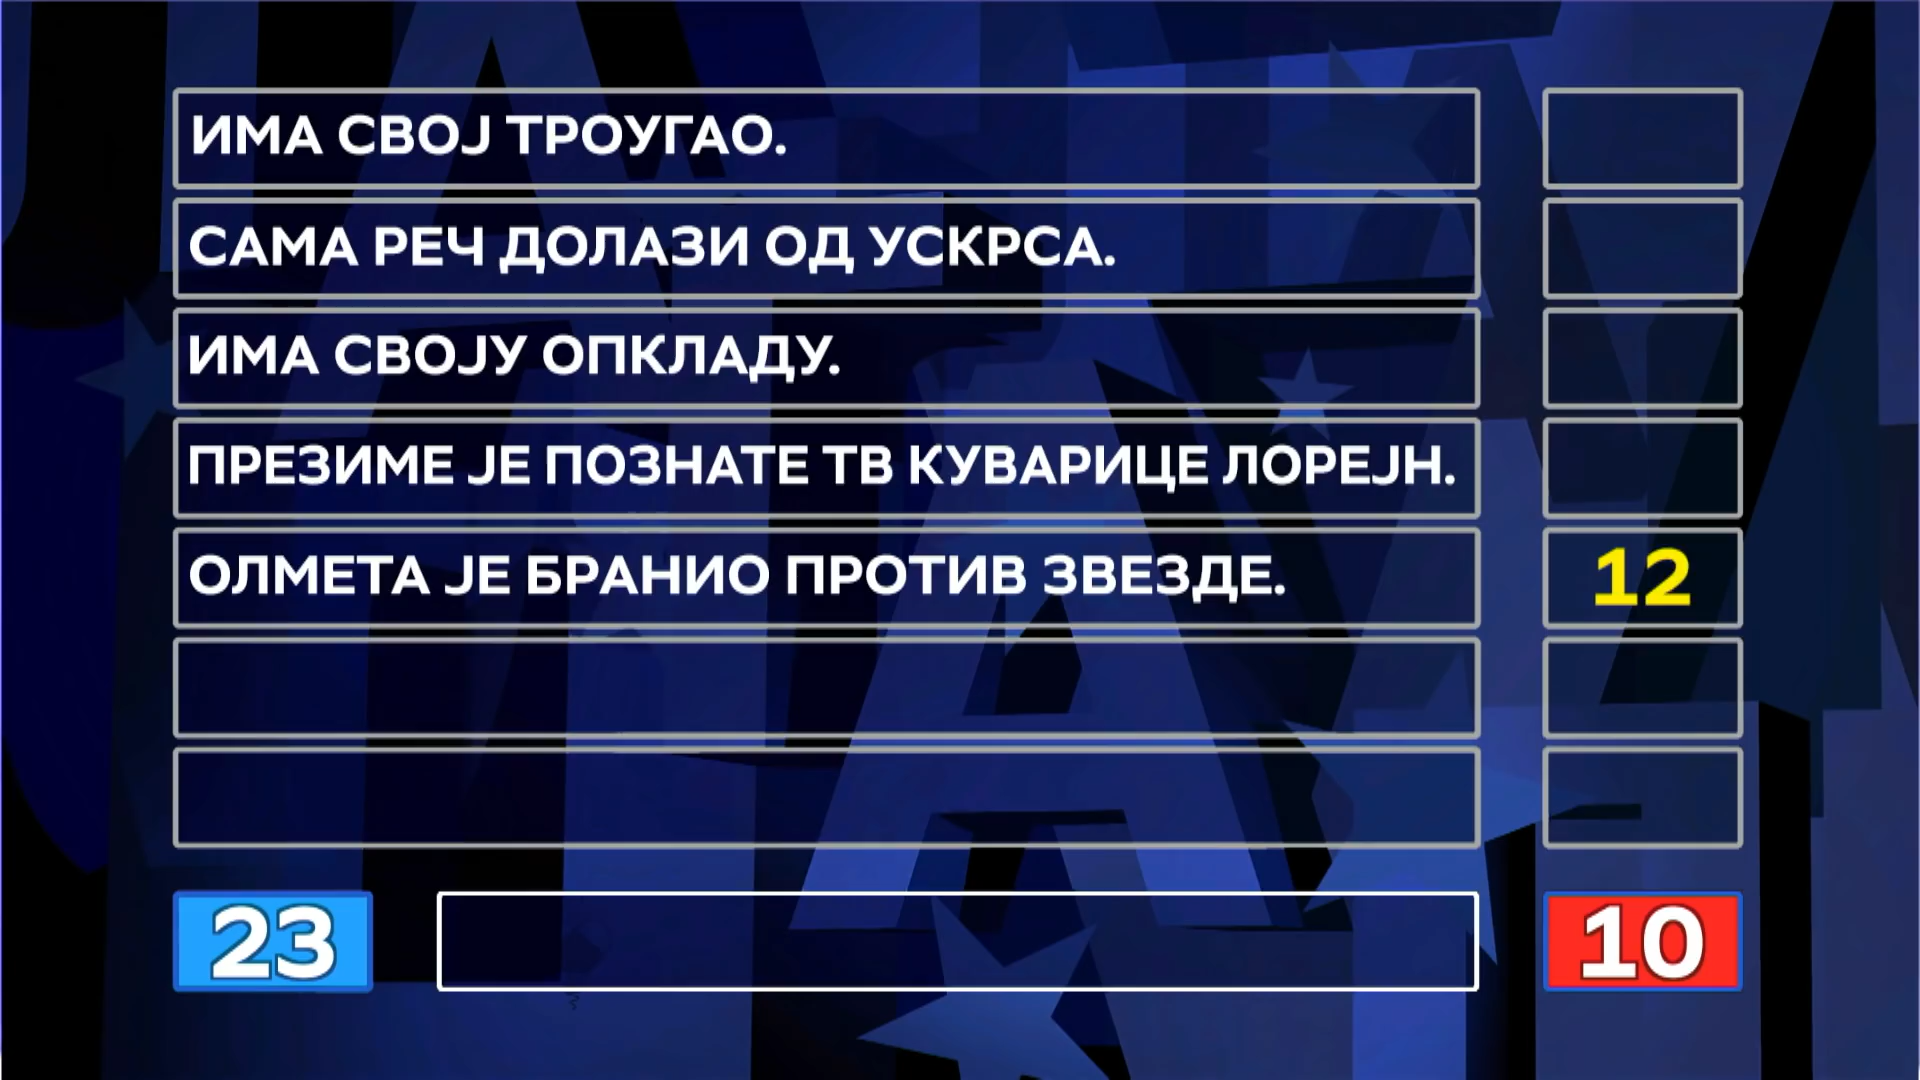 ИМА СВОЈ ТРОУГАО.
САМА РЕЧ ДОЛАЗИ ОД УСКРСА.
ИМА СВОЈУ ОПКЛАДУ.
ПРЕЗИМЕ ЈЕ ПОЗНАТЕ ТВ КУВАРИЦЕ ЛОРЕЈН.
ОЛМЕТА ЈЕ БРАНИО ПРОТИВ ЗВЕЗДЕ. 12
23 10